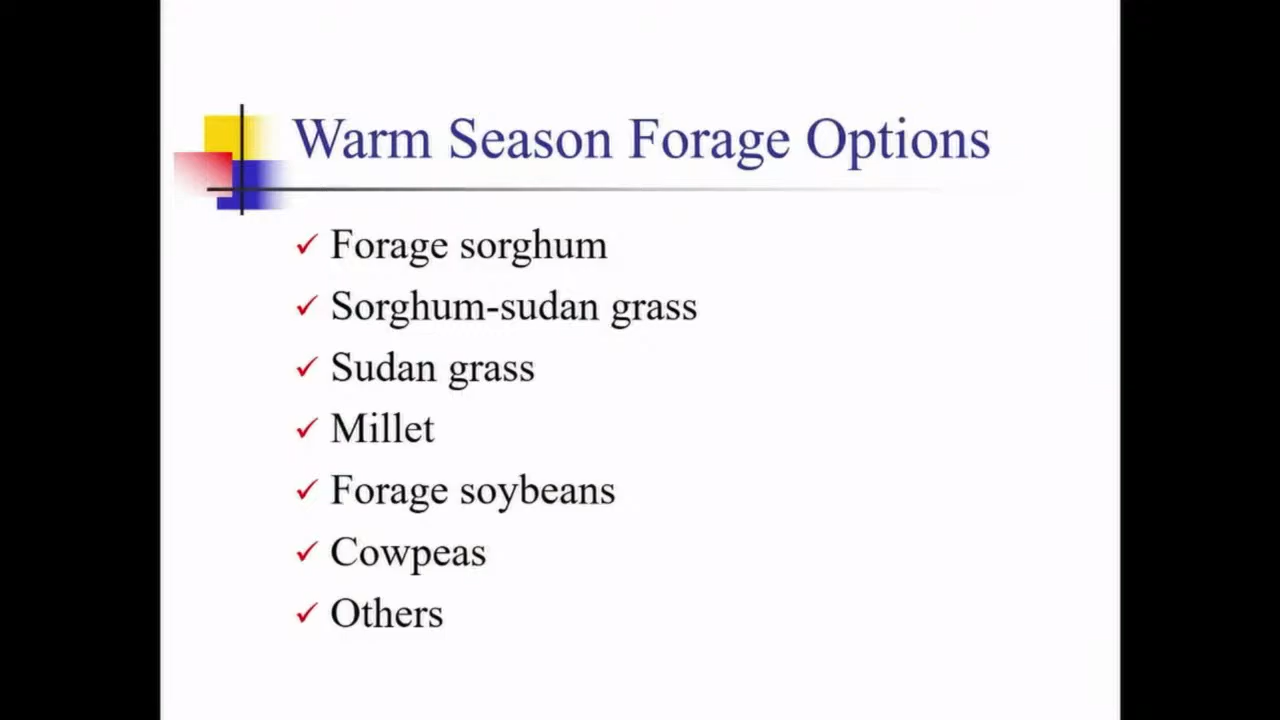 Warm Season Forage Options
✓ Forage sorghum
✓ Sorghum-sudan grass
✓ Sudan grass
✓ Millet
✓ Forage soybeans
✓ Cowpeas
✓ Others